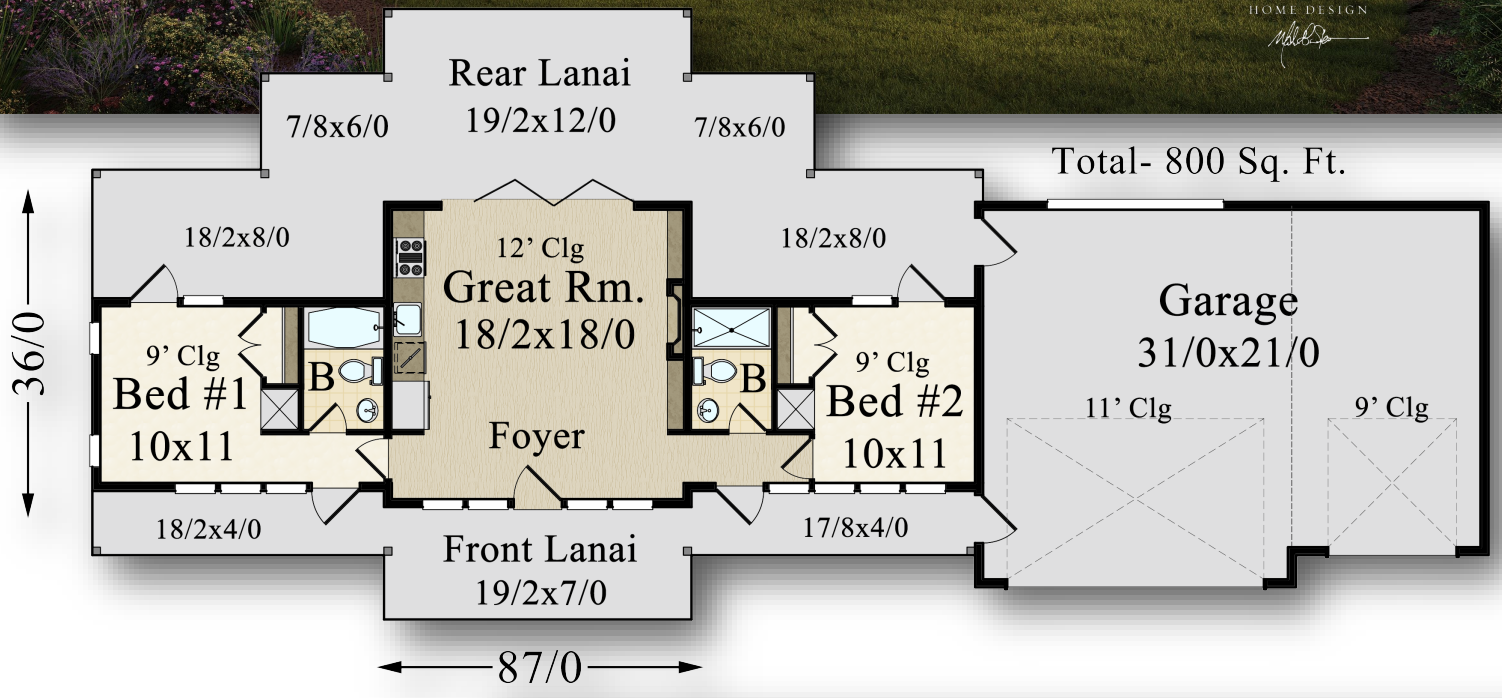 HOME DESIGN
Rear Lanai
19/2x12/0
7/8x6/0
7/8x6/0
Total- 800 Sq. Ft.
18/2x8/0
18/2x8/0
12' Clg
Great Rm.
18/2x18/0
Garage
31/0x21/0
36/0
9' Clg
Bed #1
10x11
B
B
9' Clg
Bed #2
10x11
11' Clg
9' Clg
Foyer
18/2x4/0
17/8x4/0
Front Lanai
19/2x7/0
87/0